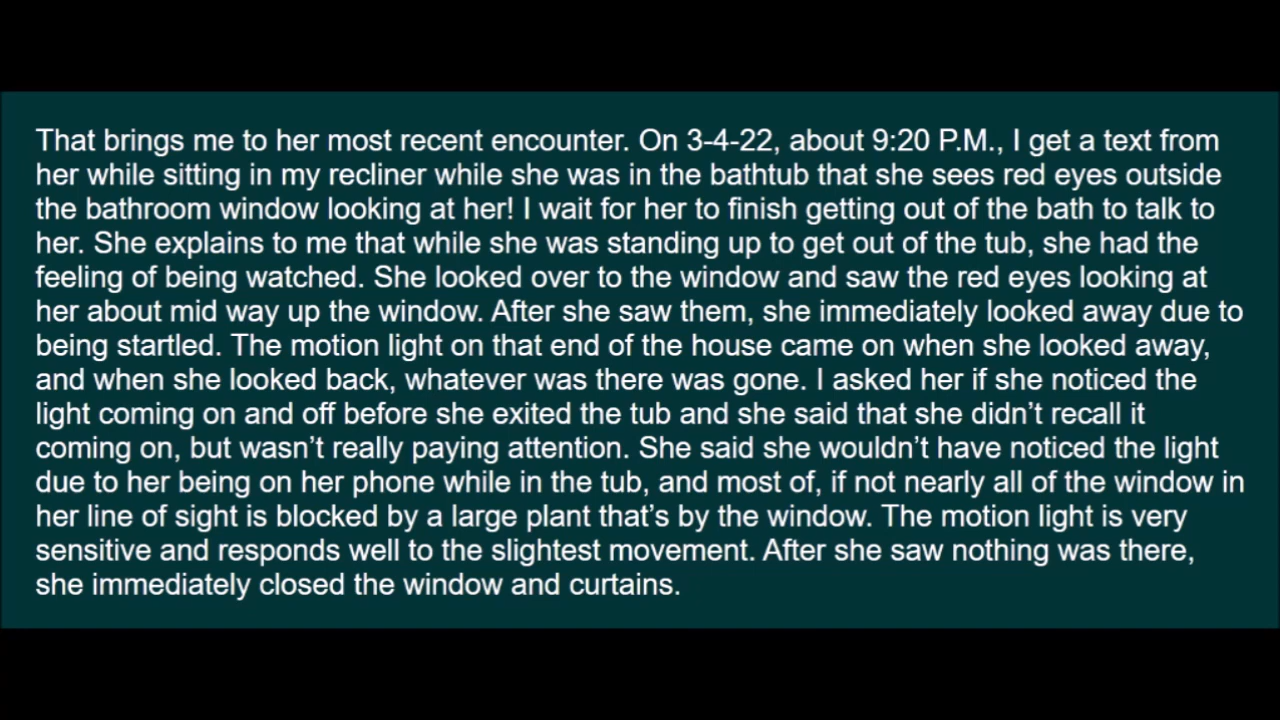 That brings me to her most recent encounter. On 3-4-22, about 9:20 P.M., I get a text from
her while sitting in my recliner while she was in the bathtub that she sees red eyes outside
the bathroom window looking at her! I wait for her to finish getting out of the bath to talk to
her. She explains to me that while she was standing up to get out of the tub, she had the
feeling of being watched. She looked over to the window and saw the red eyes looking at
her about mid way up the window. After she saw them, she immediately looked away due to
being startled. The motion light on that end of the house came on when she looked away,
and when she looked back, whatever was there was gone. I asked her if she noticed the
light coming on and off before she exited the tub and she said that she didn’t recall it
coming on, but wasn’t really paying attention. She said she wouldn’t have noticed the light
due to her being on her phone while in the tub, and most of, if not nearly all of the window in
her line of sight is blocked by a large plant that’s by the window. The motion light is very
sensitive and responds well to the slightest movement. After she saw nothing was there,
she immediately closed the window and curtains.